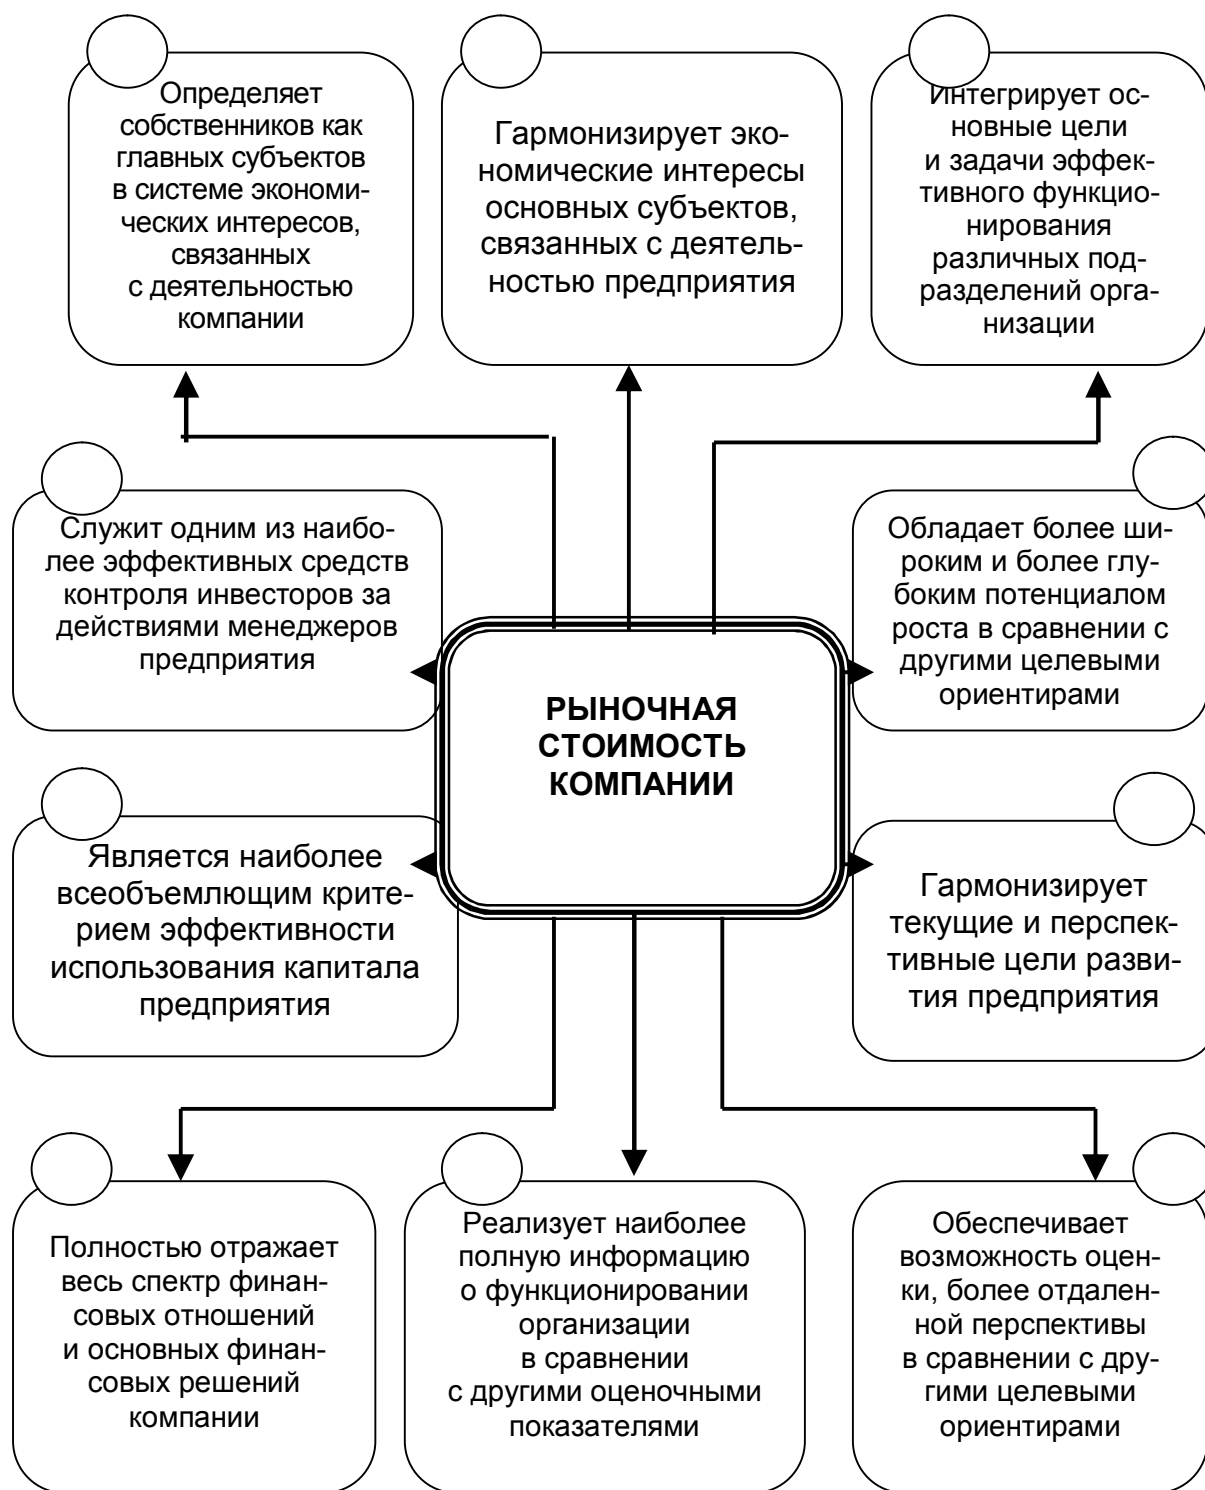 Определяет
собственников как
главных субъектов
в системе экономи-
ческих интересов,
связанных
с деятельностью
компании
Гармонизирует эко-
номические интересы
основных субъектов,
связанных с деятель-
ностью предприятия
Интегрирует ос-
новные цели
и задачи эффек-
тивного функцио-
нирования
различных под-
разделений орга-
низации
Служит одним из наибо-
лее эффективных средств
контроля инвесторов за
действиями менеджеров
предприятия
Обладает более ши-
роким и более глу-
боким потенциалом
роста в сравнении с
другими целевыми
ориентирами
РЫНОЧНАЯ
СТОИМОСТЬ
КОМПАНИИ
Является наиболее
всеобъемлющим крите-
рием эффективности
использования капитала
предприятия
Гармонизирует
текущие и перспек-
тивные цели разви-
тия предприятия
Полностью отражает
весь спектр финан-
совых отношений
и основных финан-
совых решений
компании
Реализует наиболее
полную информацию
о функционировании
организации
в сравнении
с другими оценочными
показателями
Обеспечивает
возможность оцен-
ки, более отдален-
ной перспективы
в сравнении с дру-
гими целевыми
ориентирами